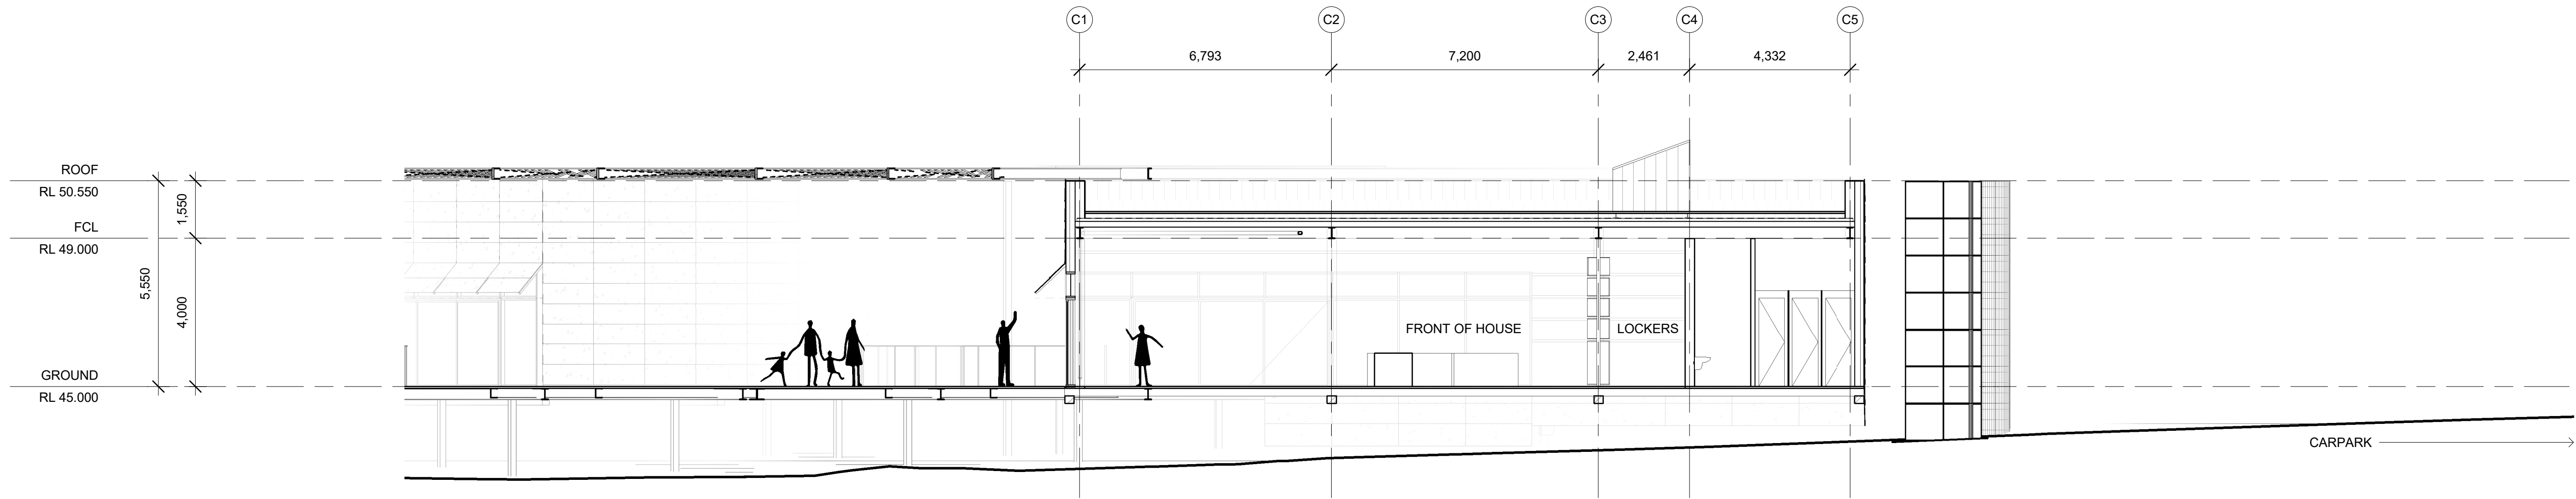 C1 C2 C3 C4 C5
6,793 7,200 2,461 4,332
ROOF
RL 50.550
1,550
FCL
RL 49.000
5,550
4,000
FRONT OF HOUSE LOCKERS
GROUND
RL 45.000
CARPARK